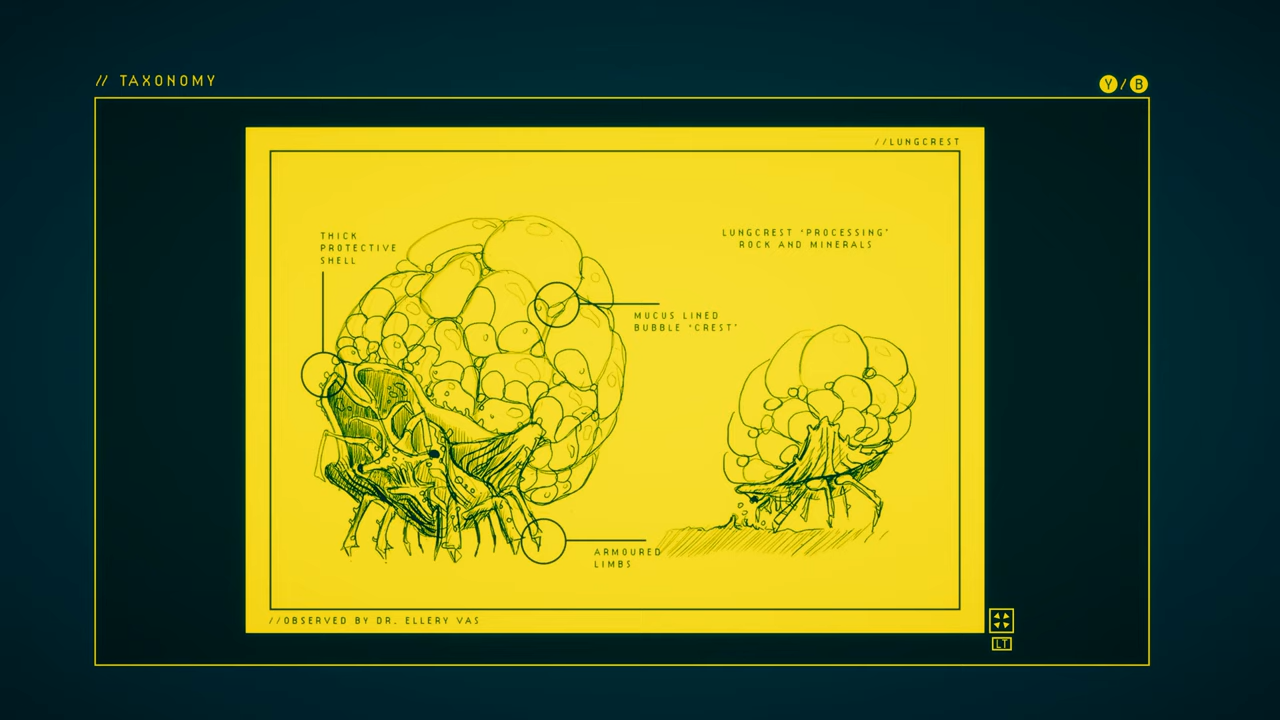 // TAXONOMY
Y / B
//LUNGCREST
THICK
PROTECTIVE
SHELL
LUNGCREST 'PROCESSING'
ROCK AND MINERALS
MUCUS LINED
BUBBLE 'CREST'
ARMOURED
LIMBS
//OBSERVED BY DR. ELLERY VAS
LT